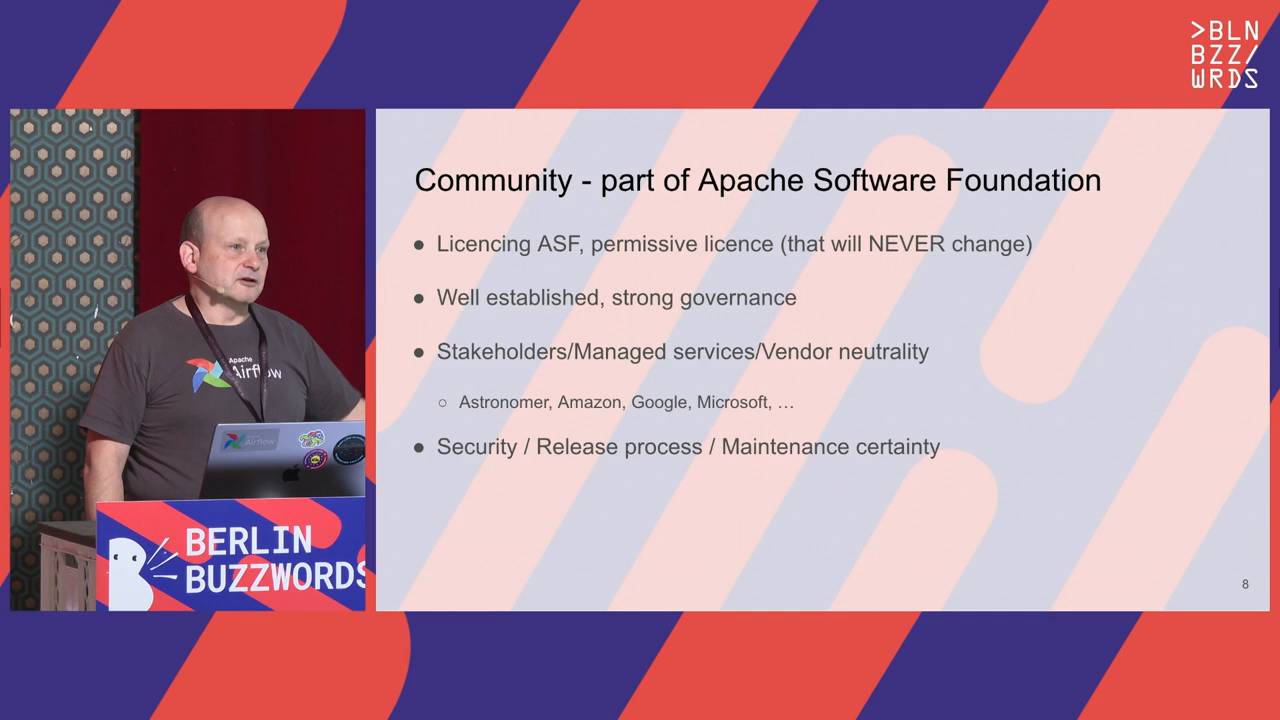 >BLN
BZZ/
WRDS
Community - part of Apache Software Foundation
● Licencing ASF, permissive licence (that will NEVER change)
● Well established, strong governance
● Stakeholders/Managed services/Vendor neutrality
○ Astronomer, Amazon, Google, Microsoft, …
● Security / Release process / Maintenance certainty
8
Apache
Airflow
Airflow
BERLIN
BUZZWORDS